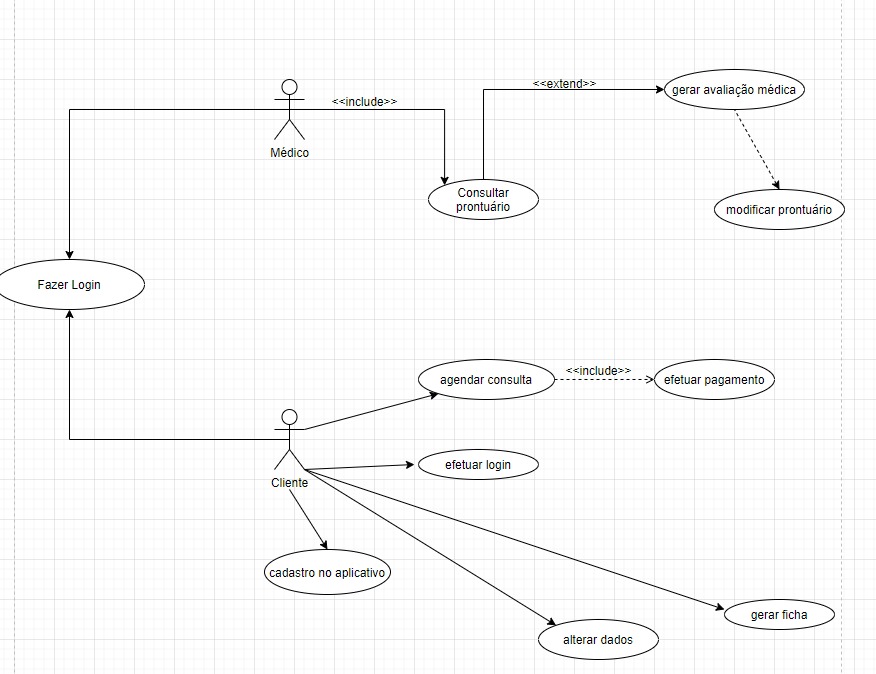 <<extend>>
gerar avaliação médica
<<include>>
Médico
Consultar
prontuário
modificar prontuário
Fazer Login
<<include>>
agendar consulta
efetuar pagamento
efetuar login
Cliente
cadastro no aplicativo
gerar ficha
alterar dados